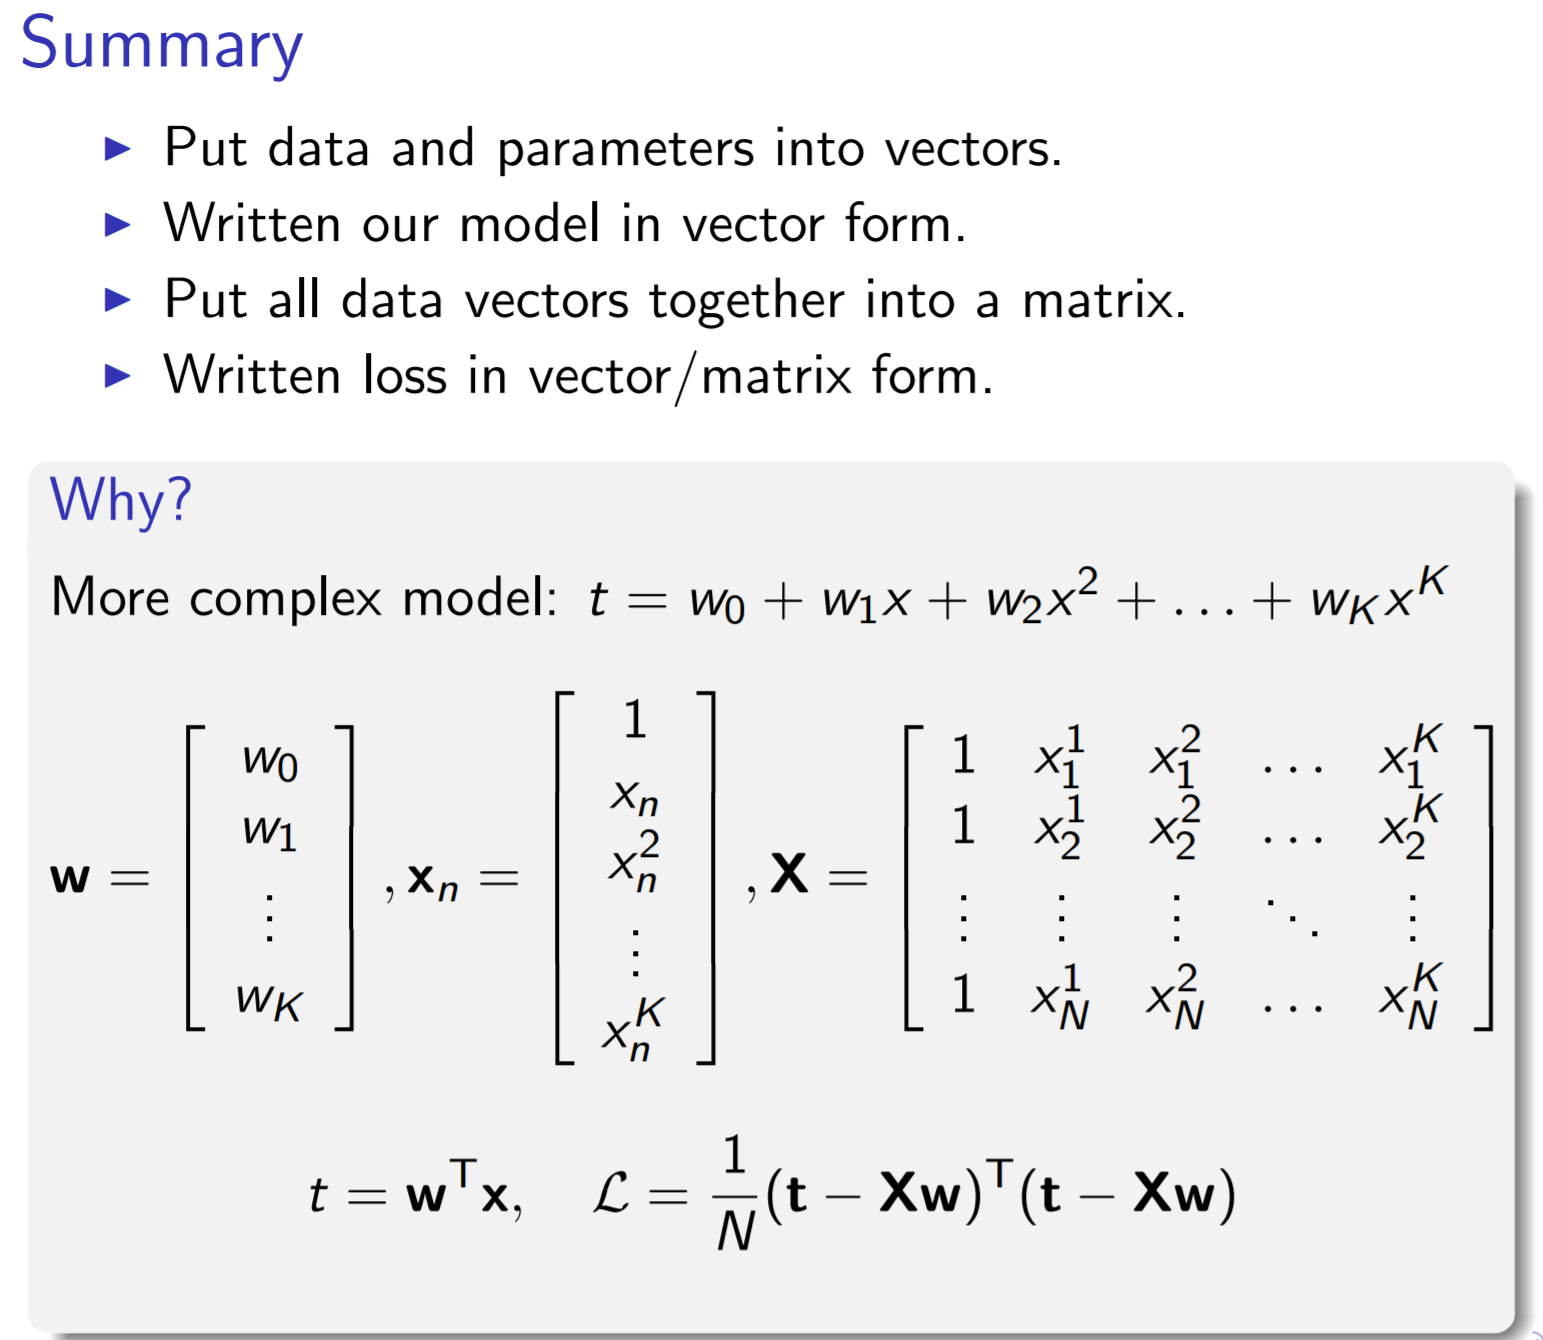 Summary
▶ Put data and parameters into vectors.
▶ Written our model in vector form.
▶ Put all data vectors together into a matrix.
▶ Written loss in vector/matrix form.
Why?
More complex model: $t = w_0 + w_1x + w_2x^2 + \ldots + w_Kx^K$
$\mathbf{w} = \begin{bmatrix} w_0 \\ w_1 \\ \vdots \\ w_K \end{bmatrix}, \mathbf{x}_n = \begin{bmatrix} 1 \\ x_n \\ x_n^2 \\ \vdots \\ x_n^K \end{bmatrix}, \mathbf{X} = \begin{bmatrix} 1 & x_1^1 & x_1^2 & \ldots & x_1^K \\ 1 & x_2^1 & x_2^2 & \ldots & x_2^K \\ \vdots & \vdots & \vdots & \ddots & \vdots \\ 1 & x_N^1 & x_N^2 & \ldots & x_N^K \end{bmatrix}$
$t = \mathbf{w}^\mathsf{T}\mathbf{x}, \quad \mathcal{L} = \frac{1}{N}(\mathbf{t} - \mathbf{X}\mathbf{w})^\mathsf{T}(\mathbf{t} - \mathbf{X}\mathbf{w})$